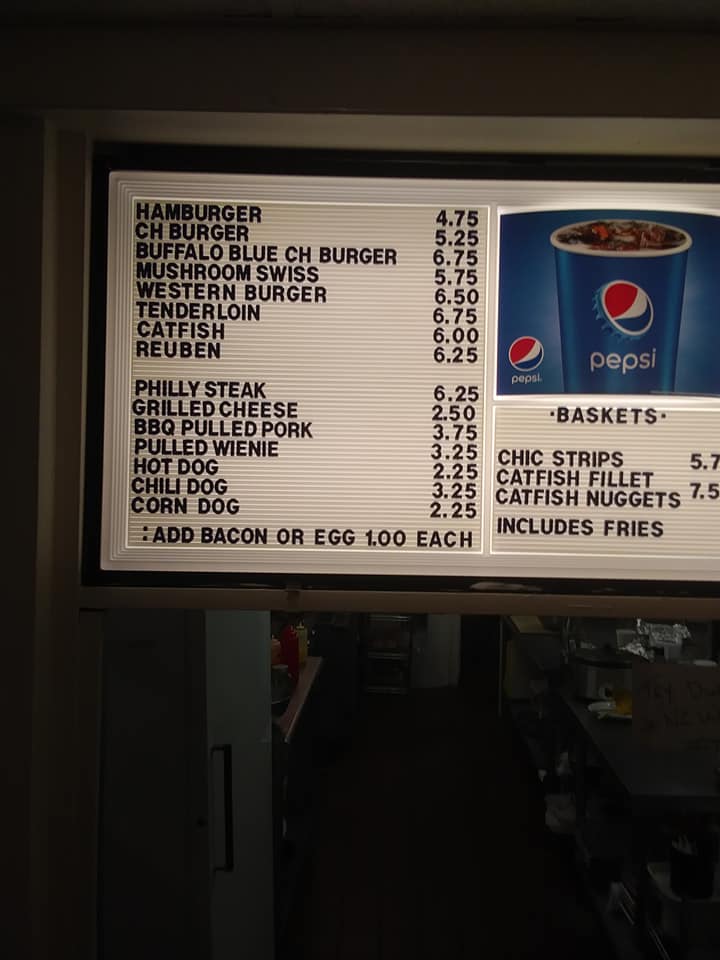 HAMBURGER 4.75
CH BURGER 5.25
BUFFALO BLUE CH BURGER 6.75
MUSHROOM SWISS 5.75
WESTERN BURGER 6.50
TENDERLOIN 6.75
CATFISH 6.00
REUBEN 6.25
PHILLY STEAK 6.25
GRILLED CHEESE 2.50
BBQ PULLED PORK 3.75
PULLED WIENIE 3.25
HOT DOG 2.25
CHILI DOG 3.25
CORN DOG 2.25
:ADD BACON OR EGG 1.00 EACH
pepsi
pepsi.
·BASKETS·
CHIC STRIPS 5.7
CATFISH FILLET
CATFISH NUGGETS 7.5
INCLUDES FRIES